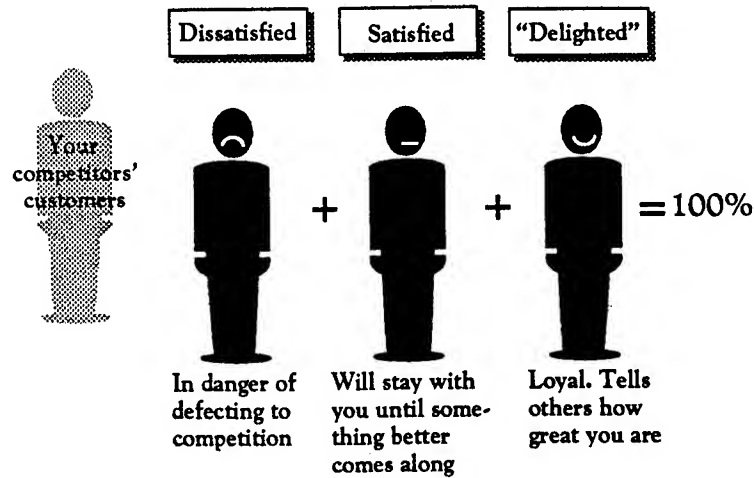 Dissatisfied
Satisfied
“Delighted”
Your
competitors’
customers
+
+
=100%
In danger of
defecting to
competition
Will stay with
you until some-
thing better
comes along
Loyal. Tells
others how
great you are